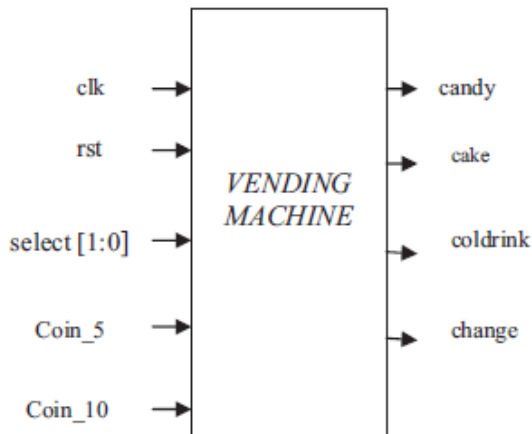 clk
rst
select [1:0]
Coin_5
Coin_10
VENDING
MACHINE
candy
cake
coldrink
change